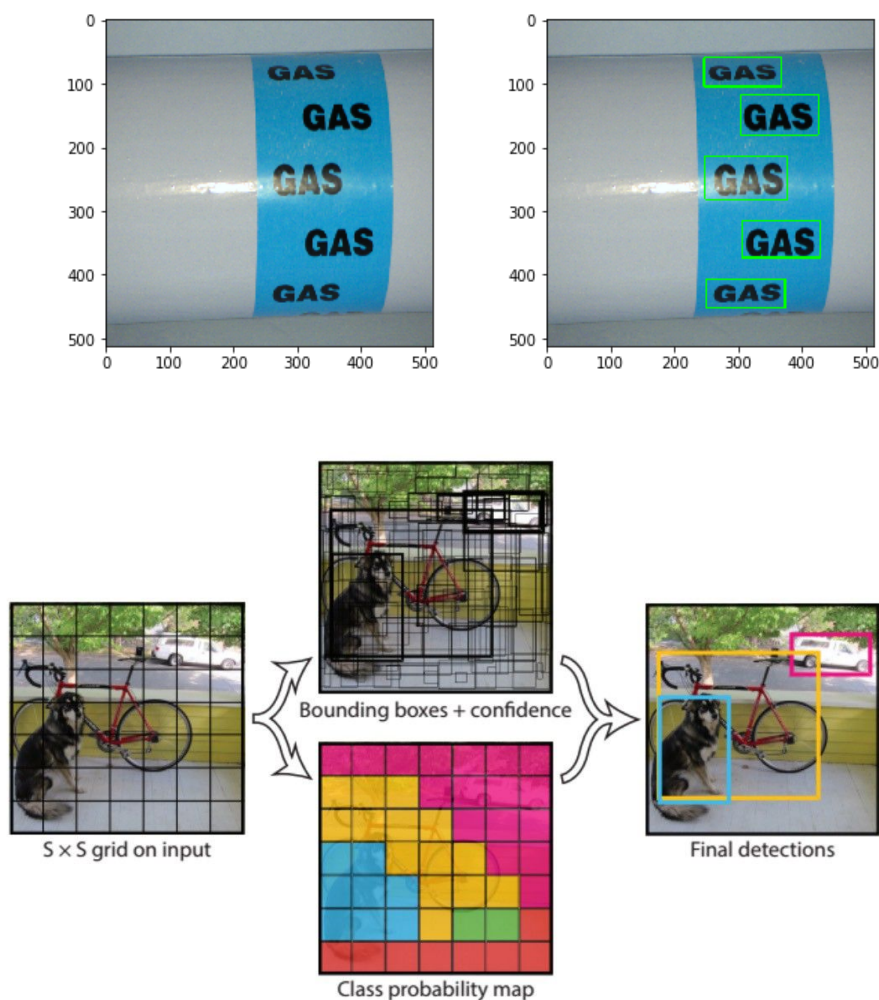 0
100
200
300
400
500
0 100 200 300 400 500
GAS
GAS
GAS
GAS
GAS
0
100
200
300
400
500
0 100 200 300 400 500
GAS
GAS
GAS
GAS
GAS
S × S grid on input
Bounding boxes + confidence
Class probability map
Final detections